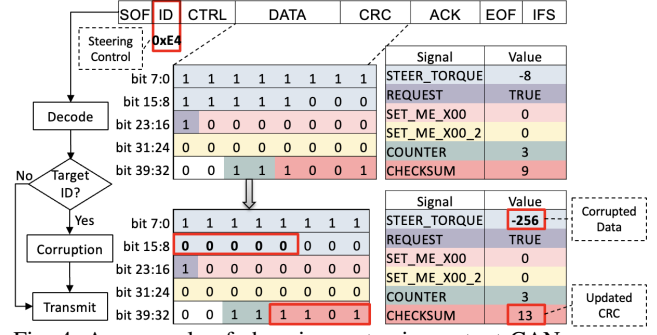 SOF ID CTRL DATA CRC ACK EOF IFS
Steering Control
0xE4
Decode
Target ID?
No
Yes
Corruption
Transmit
bit 7:0 1 1 1 1 1 1 1 1
bit 15:8 1 1 1 1 1 0 0 0
bit 23:16 1 0 0 0 0 0 0 0
bit 31:24 0 0 0 0 0 0 0 0
bit 39:32 0 0 1 1 1 0 0 1
Signal Value
STEER_TORQUE -8
REQUEST TRUE
SET_ME_X00 0
SET_ME_X00_2 0
COUNTER 3
CHECKSUM 9
bit 7:0 1 1 1 1 1 1 1 1
bit 15:8 0 0 0 0 0 0 0 0
bit 23:16 1 0 0 0 0 0 0 0
bit 31:24 0 0 0 0 0 0 0 0
bit 39:32 0 0 1 1 1 1 0 1
Signal Value
STEER_TORQUE -256
REQUEST TRUE
SET_ME_X00 0
SET_ME_X00_2 0
COUNTER 3
CHECKSUM 13
Corrupted Data
Updated CRC